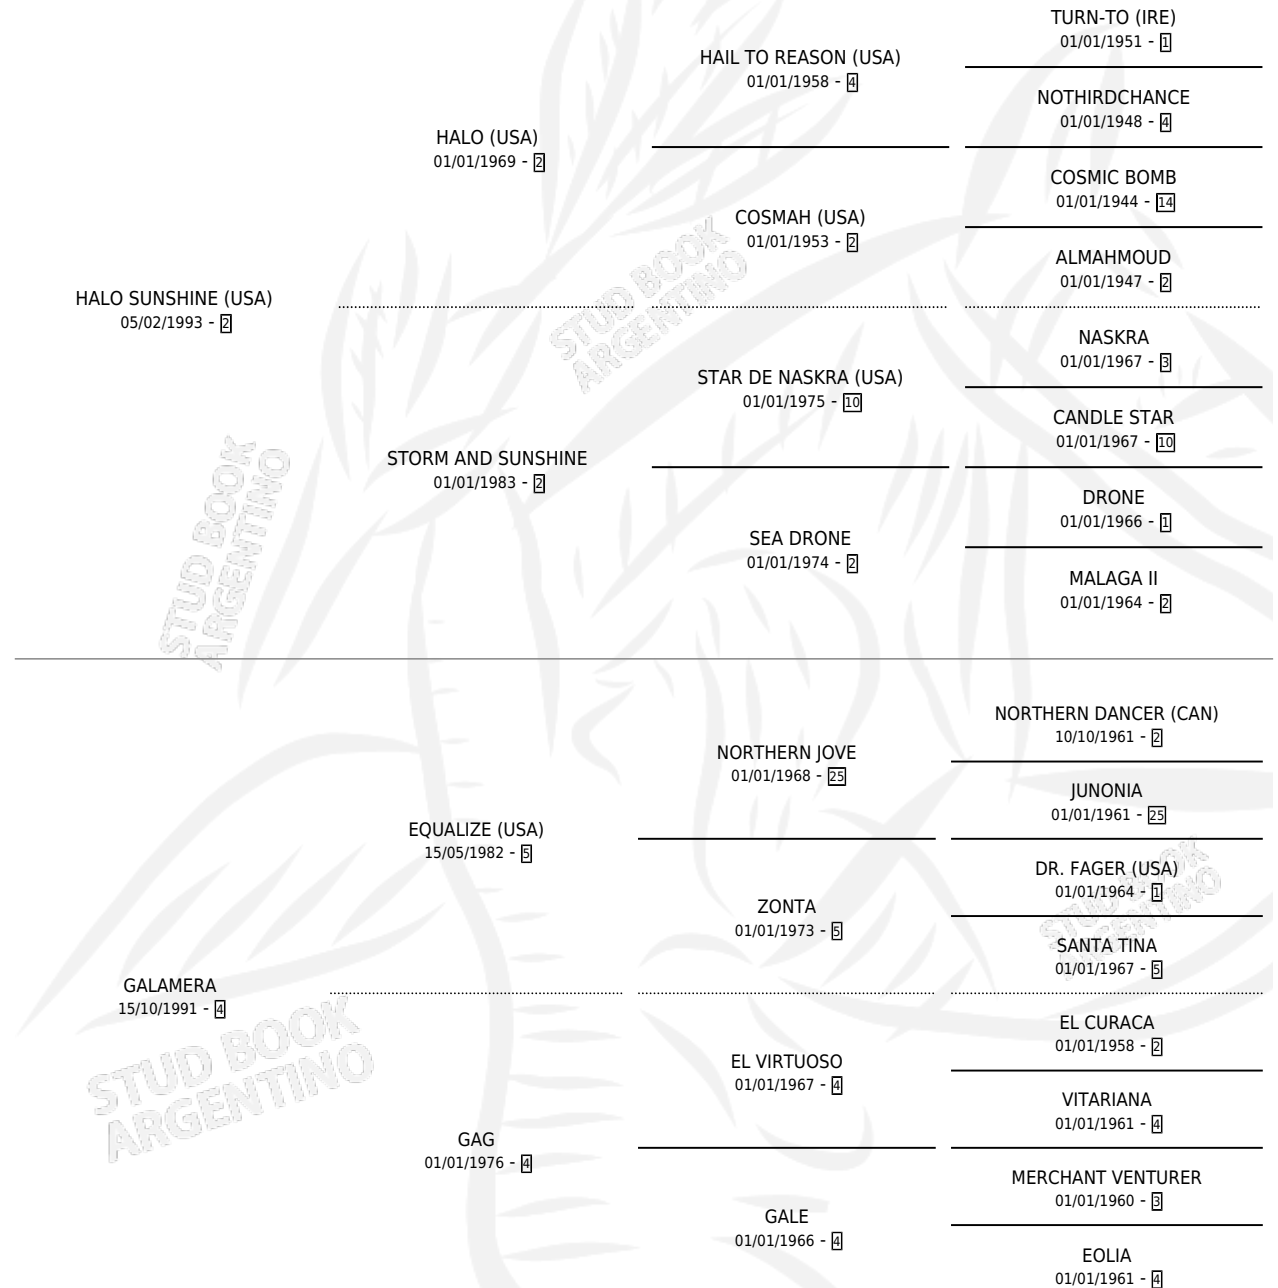 TURN-TO (IRE)
01/01/1951 - 1
HAIL TO REASON (USA)
01/01/1958 - 4
NOTHIRDCHANCE
01/01/1948 - 4
HALO (USA)
01/01/1969 - 2
COSMIC BOMB
01/01/1944 - 14
COSMAH (USA)
01/01/1953 - 2
ALMAHMOUD
01/01/1947 - 2
HALO SUNSHINE (USA)
05/02/1993 - 2
STUD BOOK
ARGENTINO
NASKRA
01/01/1967 - 3
STAR DE NASKRA (USA)
01/01/1975 - 10
CANDLE STAR
01/01/1967 - 10
STORM AND SUNSHINE
01/01/1983 - 2
STUD BOOK
ARGENTINO
DRONE
01/01/1966 - 1
SEA DRONE
01/01/1974 - 2
MALAGA II
01/01/1964 - 2
NORTHERN DANCER (CAN)
10/10/1961 - 2
NORTHERN JOVE
01/01/1968 - 25
JUNONIA
01/01/1961 - 25
EQUALIZE (USA)
15/05/1982 - 5
DR. FAGER (USA)
01/01/1964 - 1
STUD BOOK
ARGENTINO
ZONTA
01/01/1973 - 5
SANTA TINA
01/01/1967 - 5
GALAMERA
15/10/1991 - 4
STUD BOOK
ARGENTINO
EL CURACA
01/01/1958 - 2
EL VIRTUOSO
01/01/1967 - 4
VITARIANA
01/01/1961 - 4
GAG
01/01/1976 - 4
MERCHANT VENTURER
01/01/1960 - 3
GALE
01/01/1966 - 4
EOLIA
01/01/1961 - 4